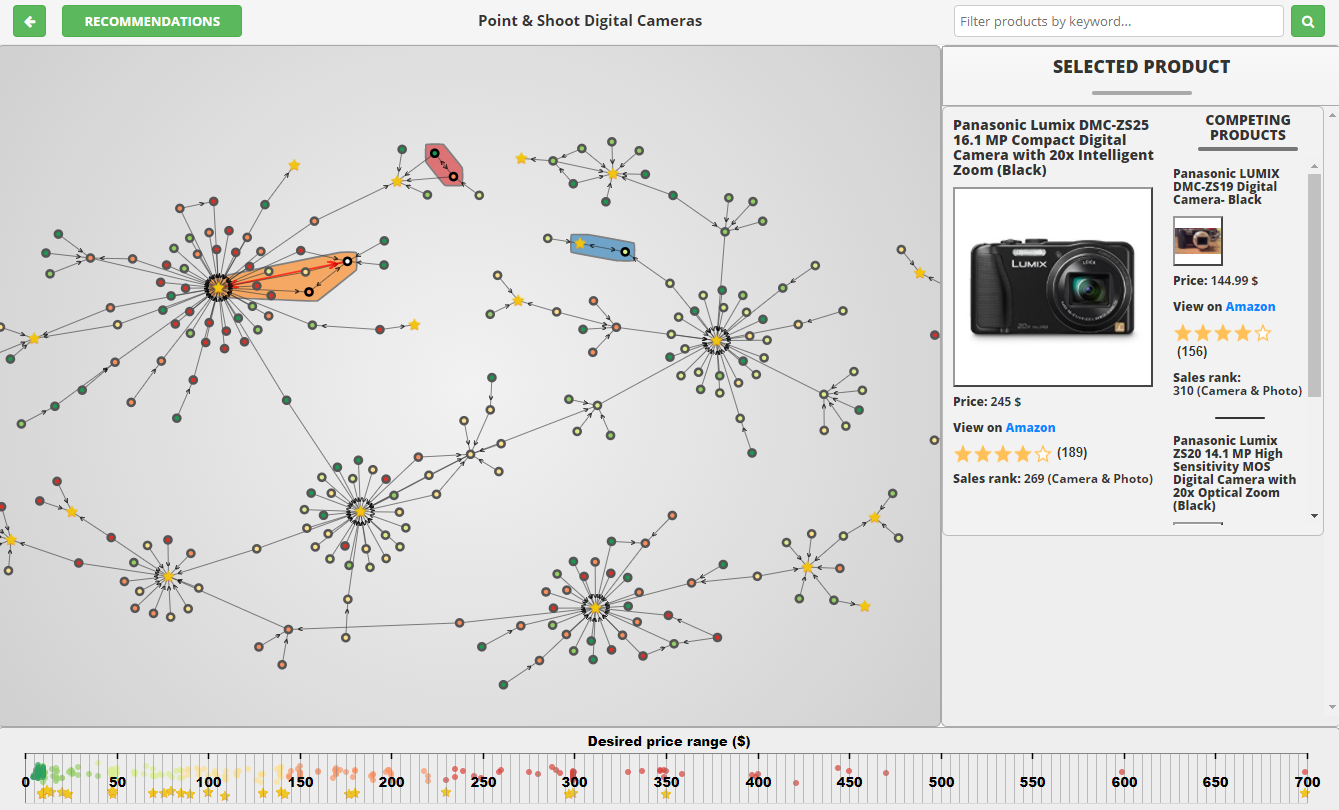 RECOMMENDATIONS
Point & Shoot Digital Cameras
Filter products by keyword...
SELECTED PRODUCT
Panasonic Lumix DMC-ZS25
16.1 MP Compact Digital
Camera with 20x Intelligent
Zoom (Black)
LUMIX
LEICA
20x
Price: 245 $
View on Amazon
(189)
Sales rank: 269 (Camera & Photo)
COMPETING
PRODUCTS
Panasonic LUMIX
DMC-ZS19 Digital
Camera- Black
Price: 144.99 $
View on Amazon
(156)
Sales rank:
310 (Camera & Photo)
Panasonic Lumix
ZS20 14.1 MP High
Sensitivity MOS
Digital Camera with
20x Optical Zoom
(Black)
Desired price range ($)
0 50 100 150 200 250 300 350 400 450 500 550 600 650 700